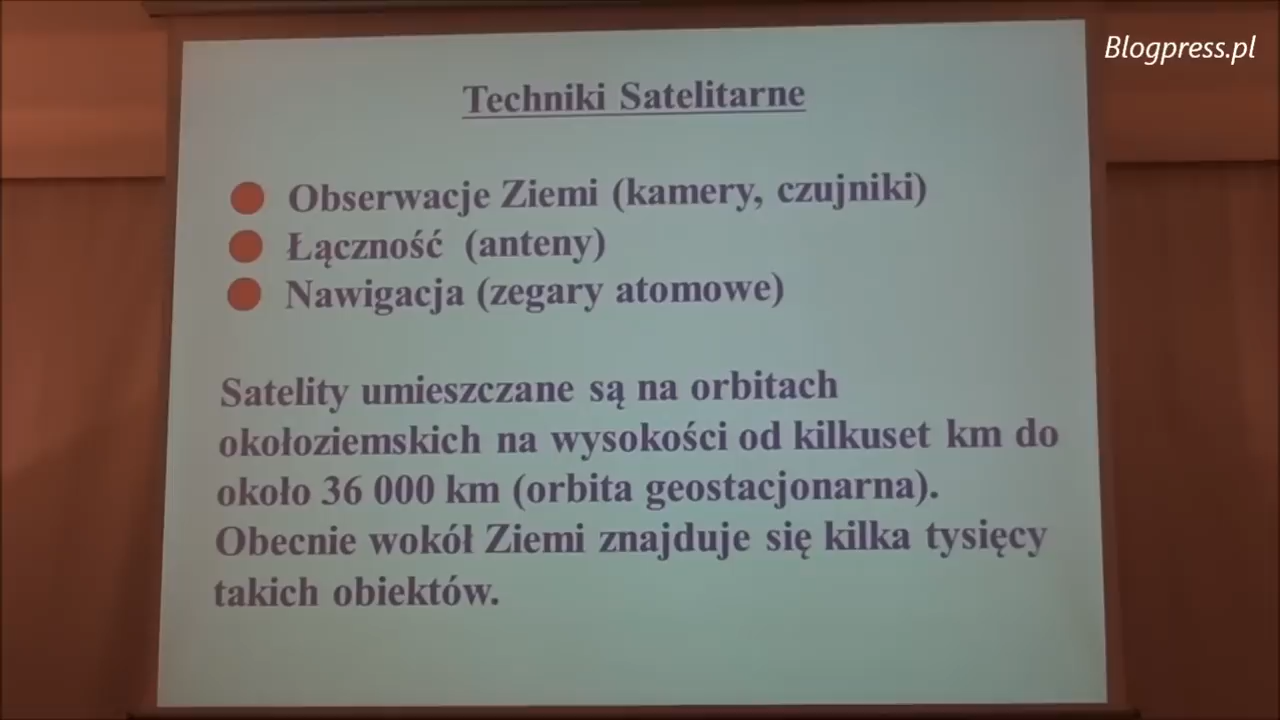 Blogpress.pl
Techniki Satelitarne
Obserwacje Ziemi (kamery, czujniki)
Łączność (anteny)
Nawigacja (zegary atomowe)
Satelity umieszczane są na orbitach
okołoziemskich na wysokości od kilkuset km do
około 36 000 km (orbita geostacjonarna).
Obecnie wokół Ziemi znajduje się kilka tysięcy
takich obiektów.